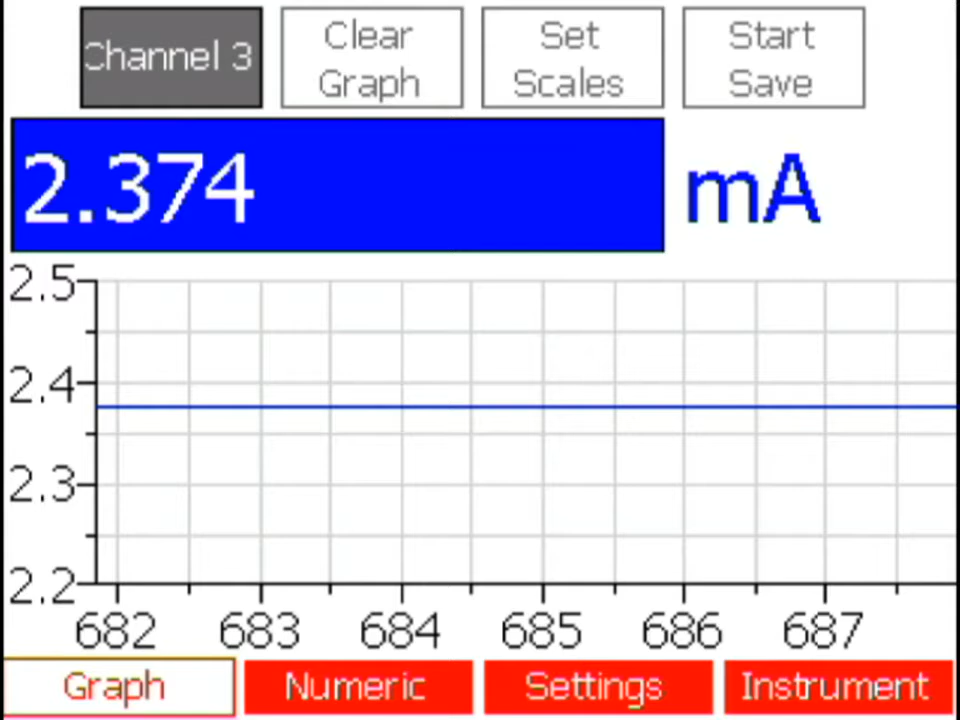 Channel 3
Clear
Graph
Set
Scales
Start
Save
2.374 mA
2.5
2.4
2.3
2.2
682 683 684 685 686 687
Graph Numeric Settings Instrument